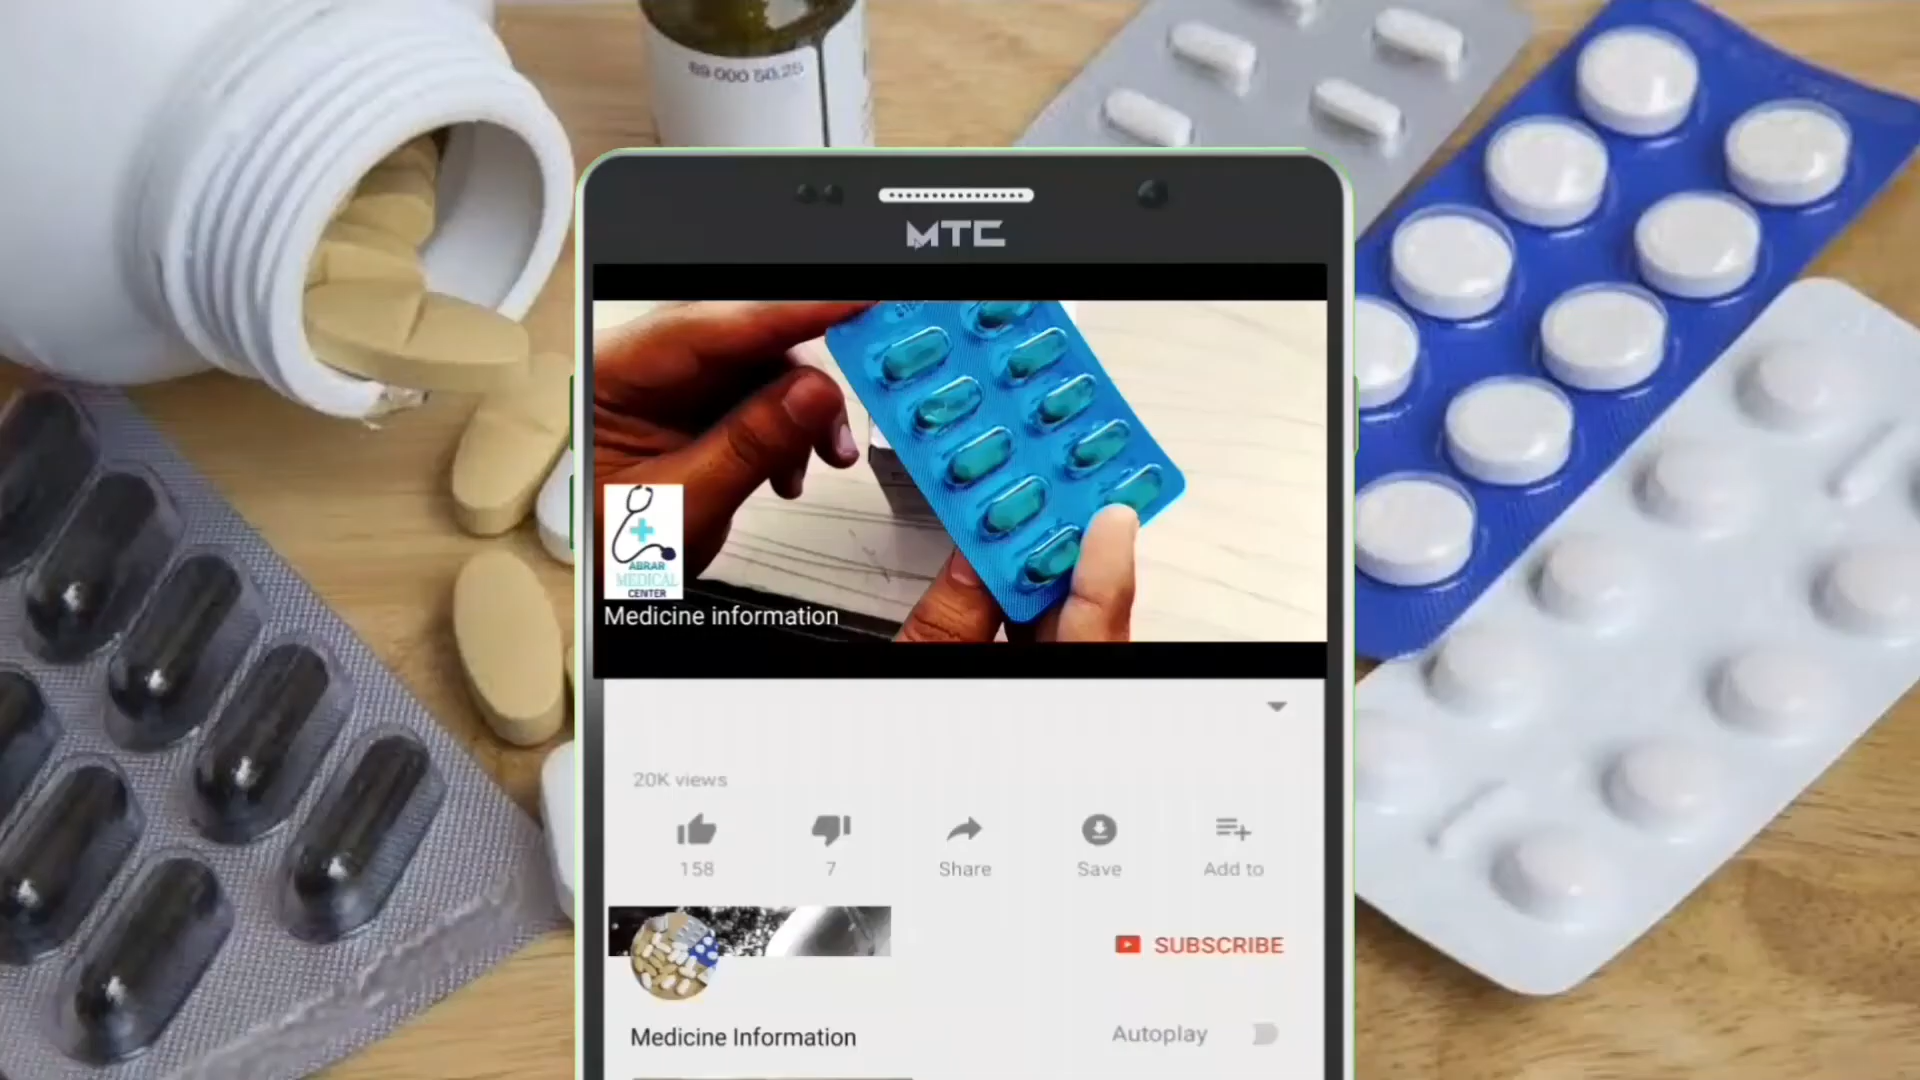 69 000 50.25
MTC
ABRAR
MEDICAL
CENTER
Medicine information
20K views
158
7
Share
Save
Add to
SUBSCRIBE
Medicine Information
Autoplay